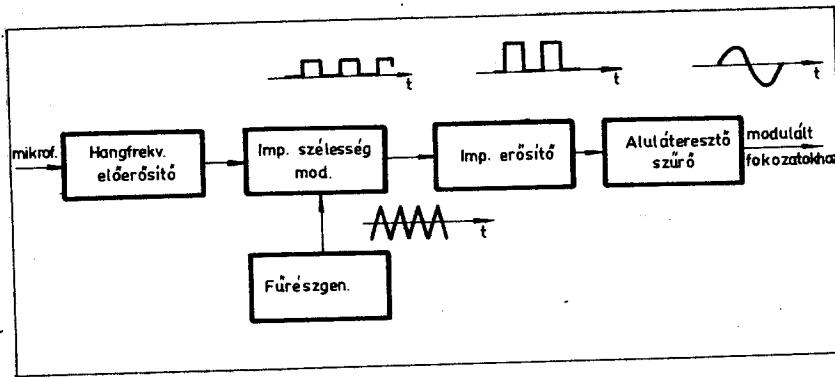 t
t
t
mikrof.
Hangfrekv.
előerősítő
Imp. szélesség
mod.
Imp. erősítő
Aluláteresztő
szűrő
modulált
fokozatokhoz
t
Fűrészgen.